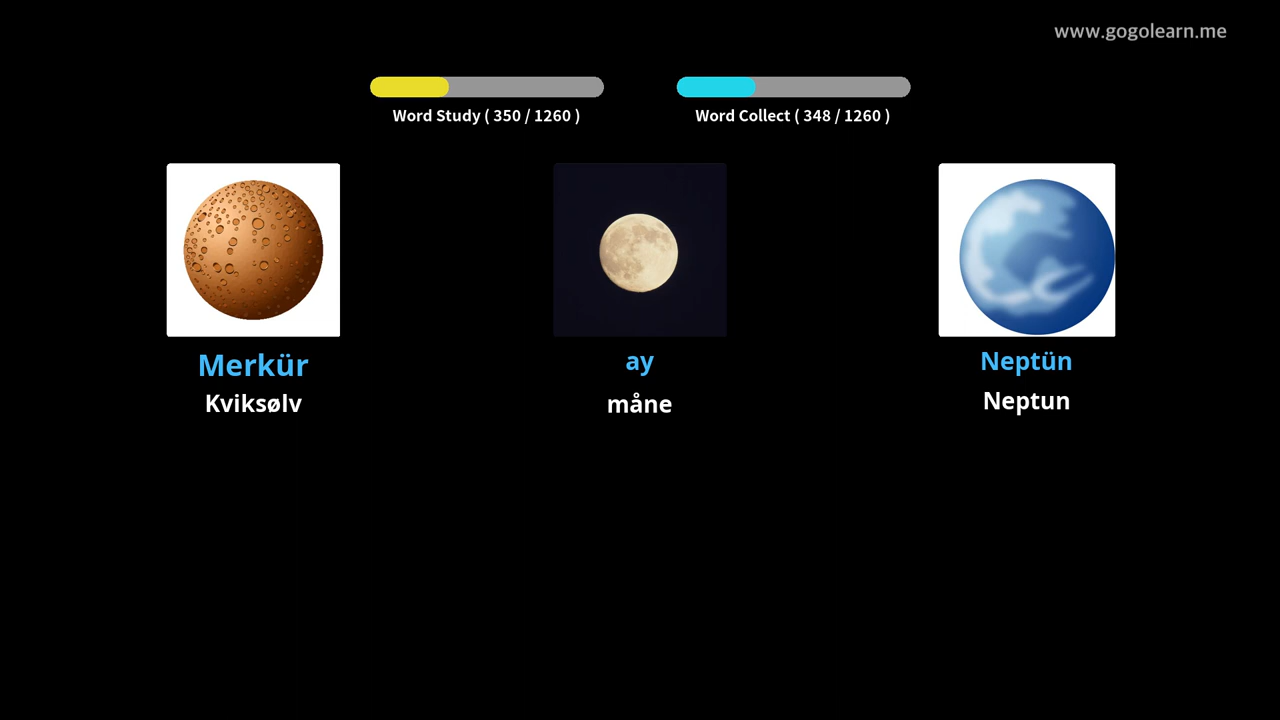 www.gogolearn.me
Word Study ( 350 / 1260 )
Word Collect ( 348 / 1260 )
Merkür
Kviksølv
ay
måne
Neptün
Neptun